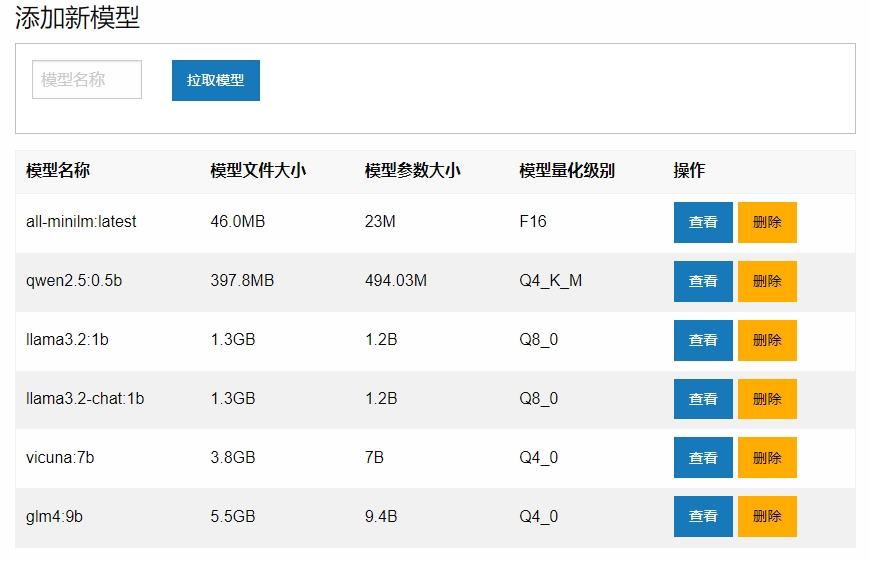 添加新模型
模型名称 拉取模型
模型名称 模型文件大小 模型参数大小 模型量化级别 操作
all-minilm:latest 46.0MB 23M F16 查看 删除
qwen2.5:0.5b 397.8MB 494.03M Q4_K_M 查看 删除
llama3.2:1b 1.3GB 1.2B Q8_0 查看 删除
llama3.2-chat:1b 1.3GB 1.2B Q8_0 查看 删除
vicuna:7b 3.8GB 7B Q4_0 查看 删除
glm4:9b 5.5GB 9.4B Q4_0 查看 删除